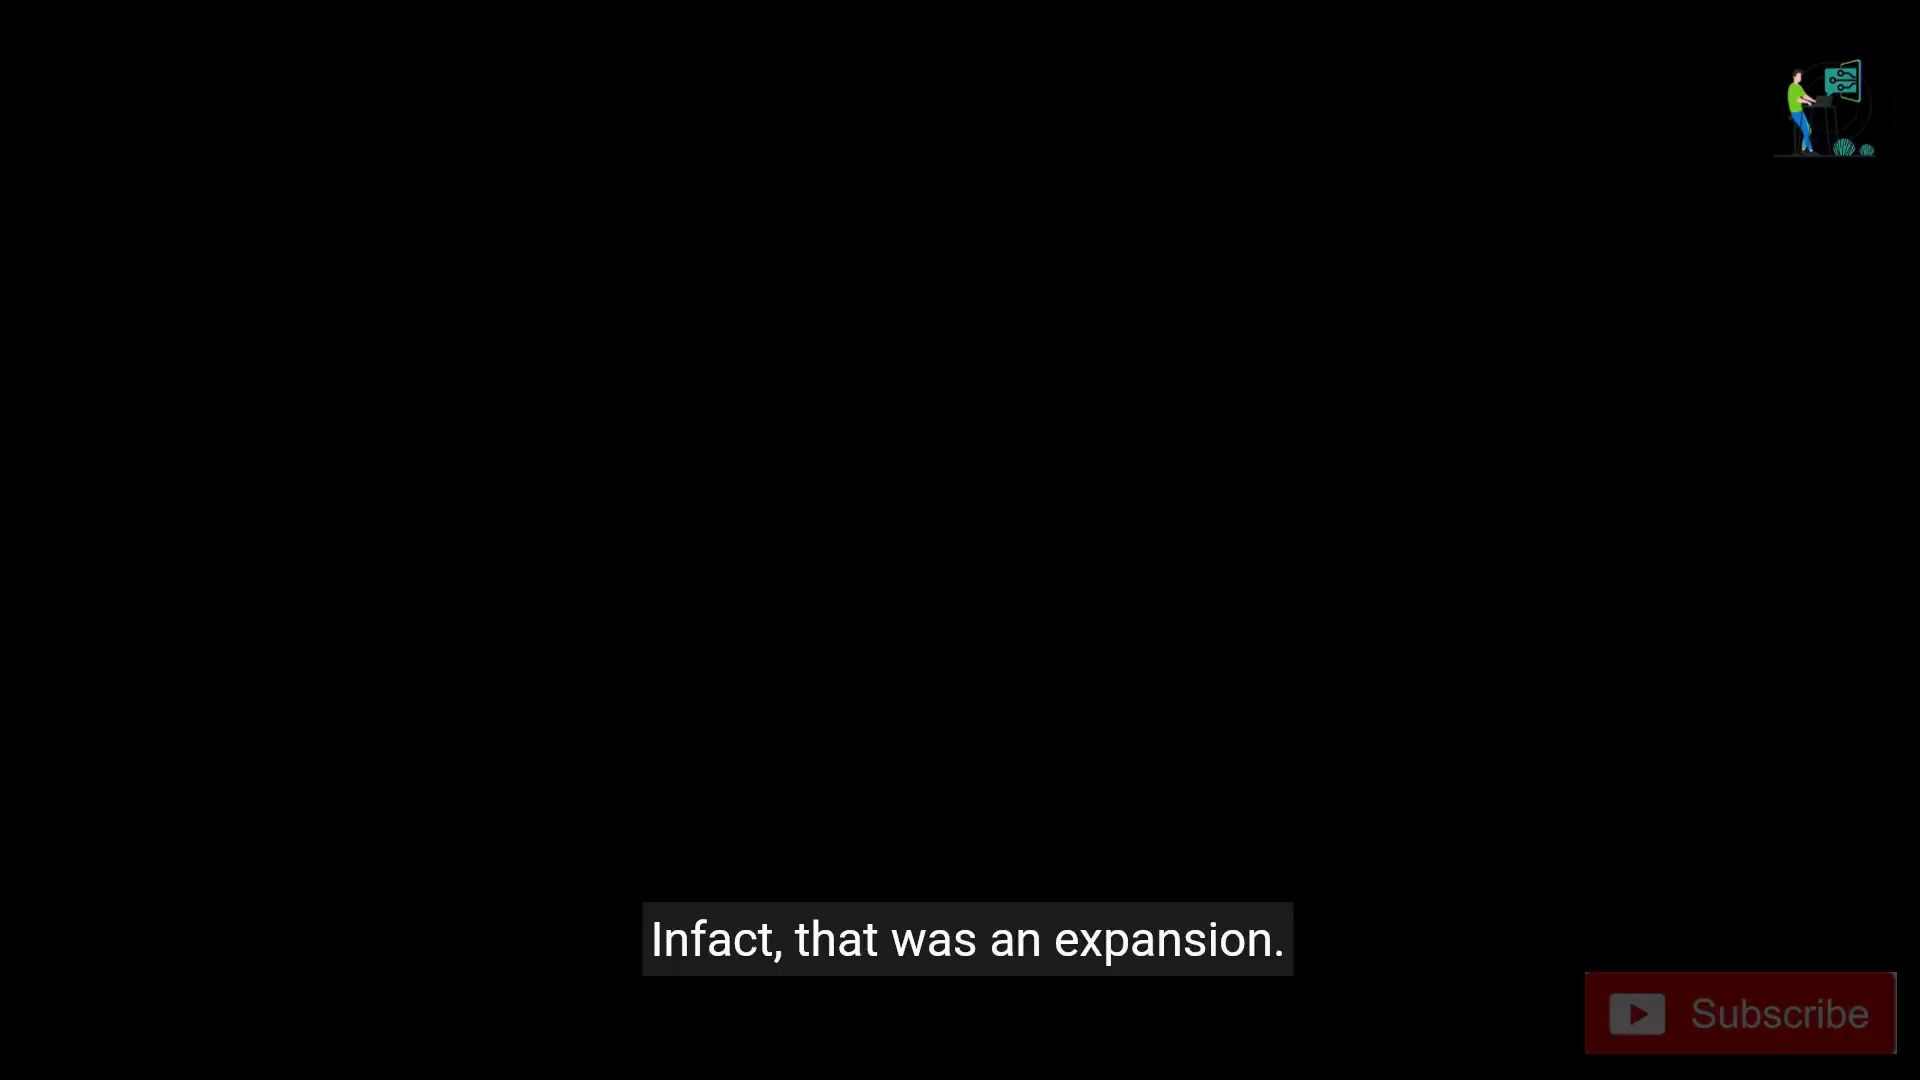 Infact, that was an expansion.
Subscribe